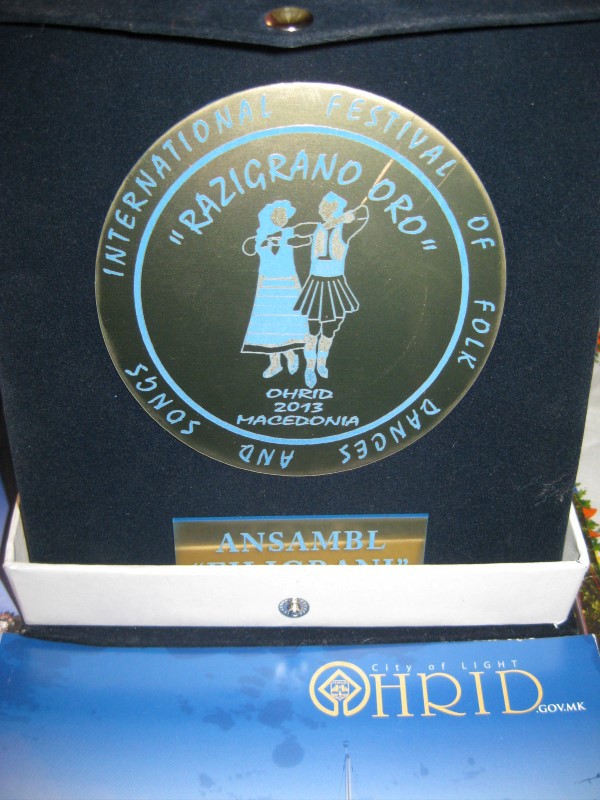 INTERNATIONAL FESTIVAL OF FOLK DANCES AND SONGS
"RAZIGRANO ORO"
OHRID
2013
MACEDONIA
ANSAMBL
"FILIGRANI"
City of LIGHT
OHRID.GOV.MK